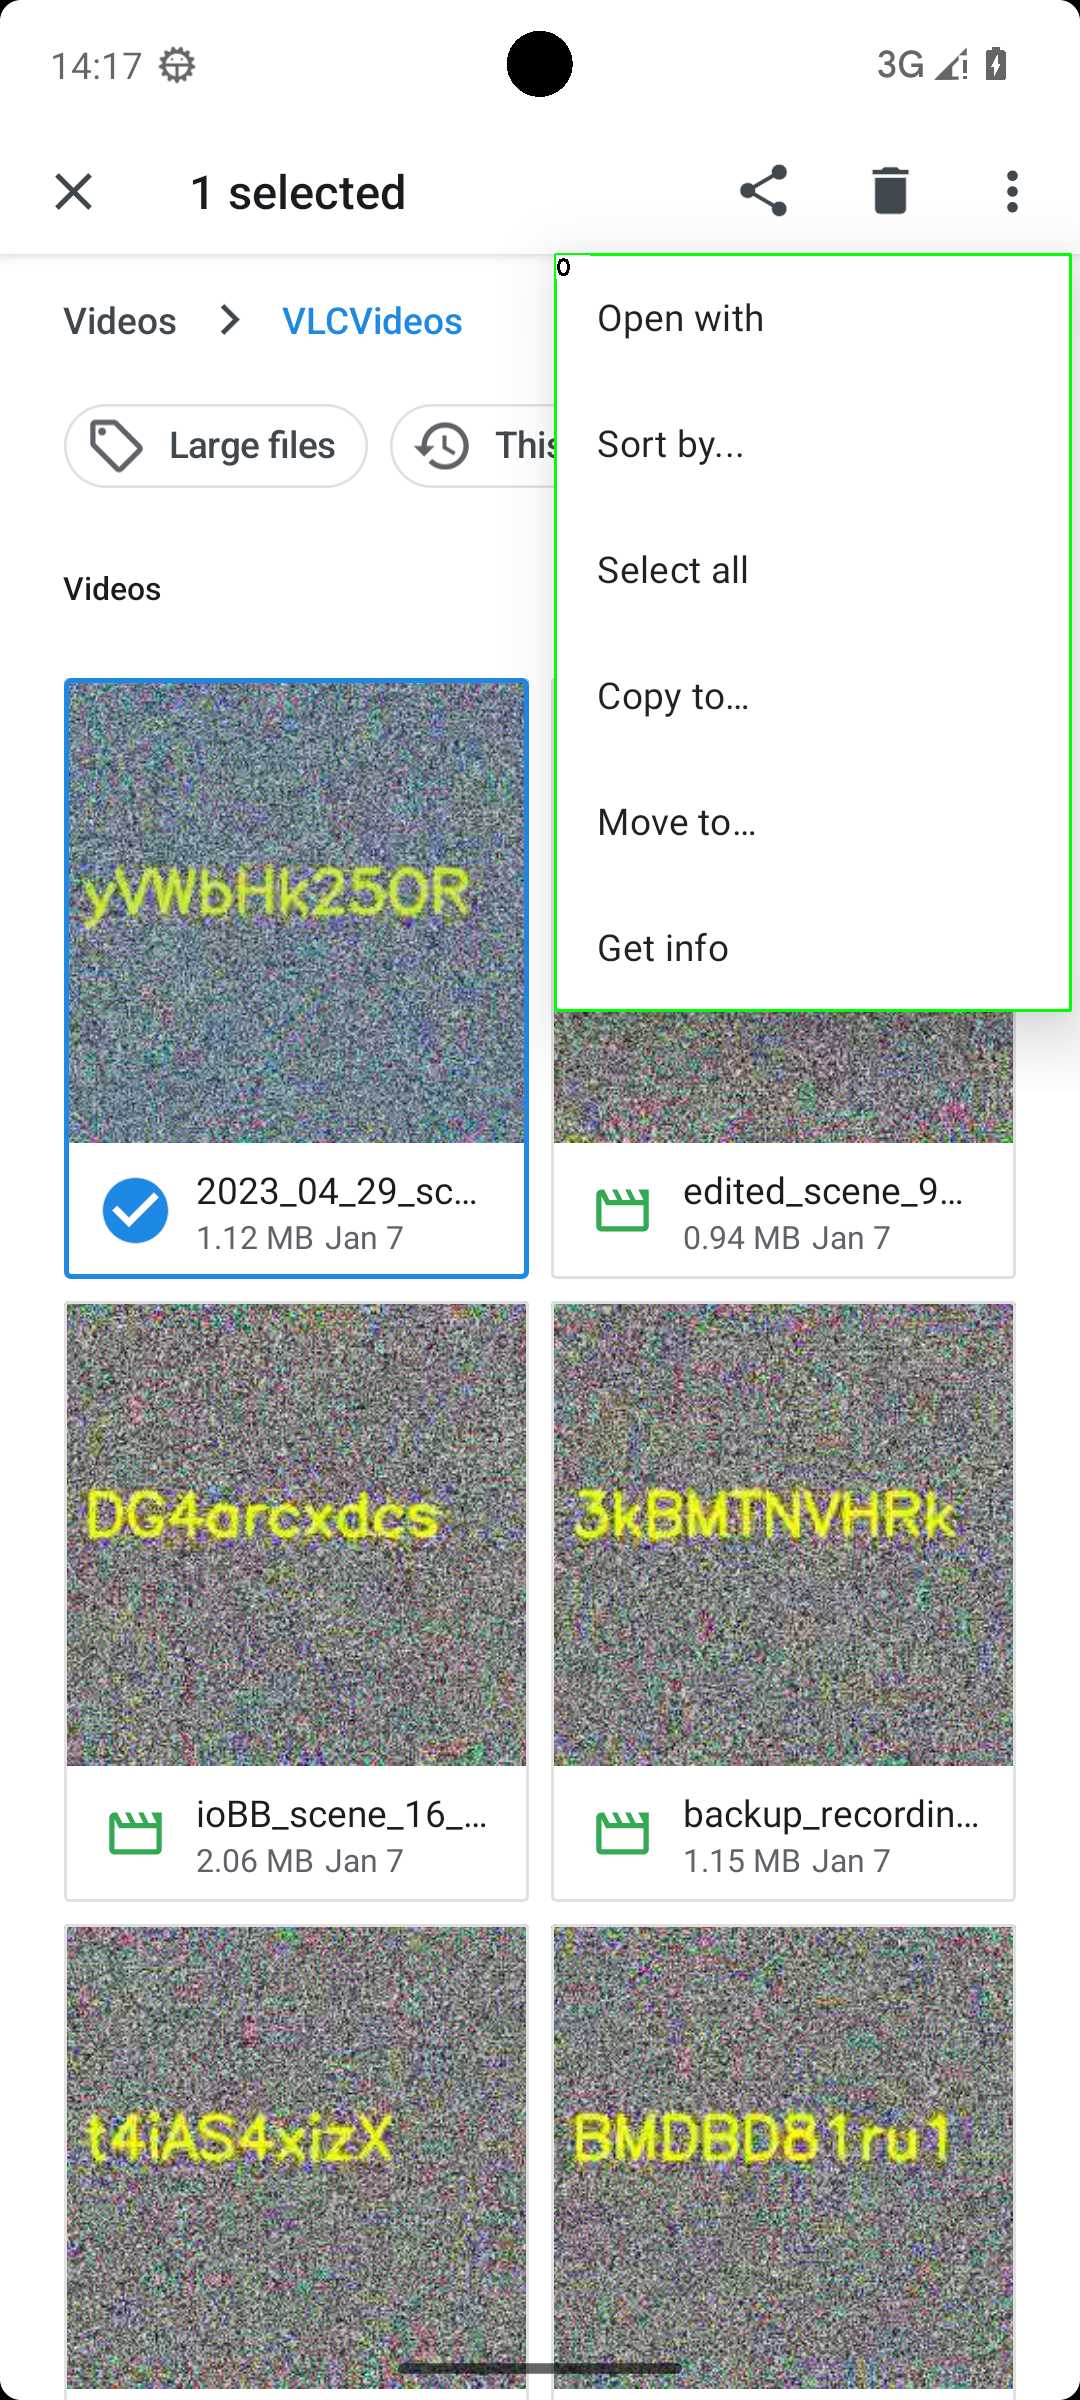 14:17
3G
1 selected
0
Open with
Videos
VLCVideos
Sort by...
Large files
This
Select all
Videos
Copy to…
Move to…
yVWbHk250R
Get info
2023_04_29_sc…
1.12 MB Jan 7
edited_scene_9…
0.94 MB Jan 7
DG4arcxdcs
3kBMTNVHRk
ioBB_scene_16_…
2.06 MB Jan 7
backup_recordin…
1.15 MB Jan 7
t4iAS4xizX
BMDBD81ru1